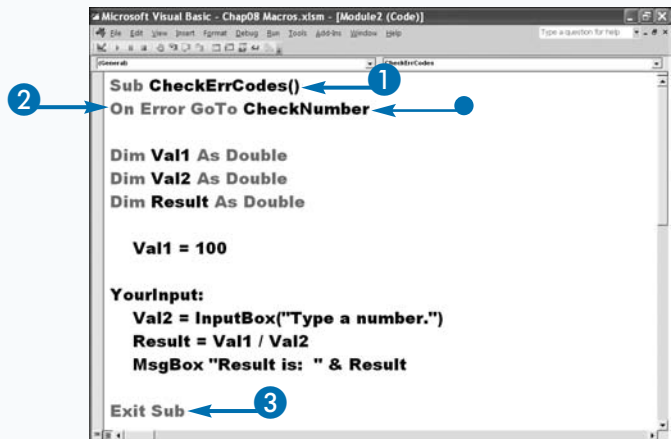 Microsoft Visual Basic - Chap08 Macros.xlsm - [Module2 (Code)]
File Edit View Insert Format Debug Run Tools Add-Ins Window Help Type a question for help
(General) CheckErrCodes
Sub CheckErrCodes() 1
2 On Error GoTo CheckNumber
Dim Val1 As Double
Dim Val2 As Double
Dim Result As Double
Val1 = 100
YourInput:
Val2 = InputBox("Type a number.")
Result = Val1 / Val2
MsgBox "Result is:  " & Result
Exit Sub 3